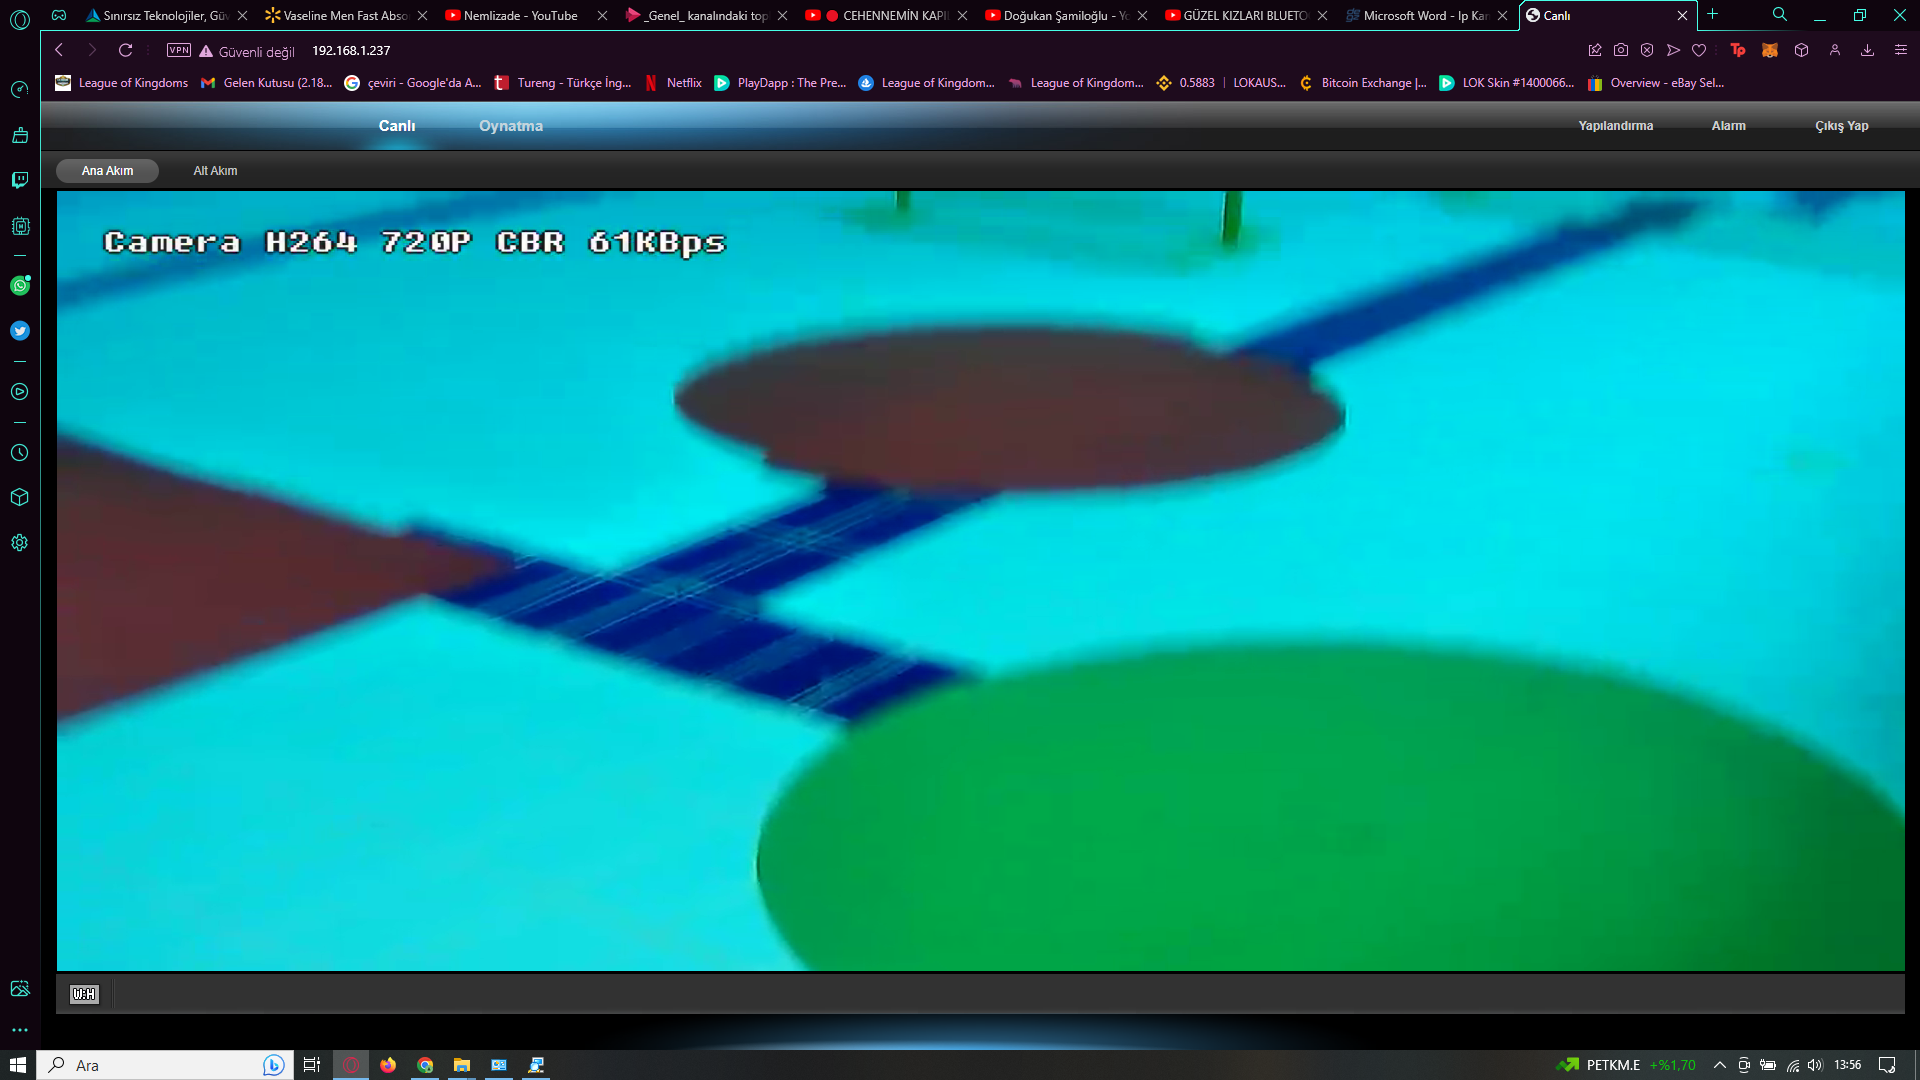 Sınırsız Teknolojiler, Güv
Vaseline Men Fast Abso
Nemlizade - YouTube
_Genel_ kanalındaki top
CEHENNEMİN KAPI
Doğukan Şamiloğlu - Yo
GÜZEL KIZLARI BLUETO
Microsoft Word - Ip Kam
Canlı
VPN
Güvenli değil
192.168.1.237
League of Kingdoms
Gelen Kutusu (2.18...
çeviri - Google'da A...
Tureng - Türkçe İng...
Netflix
PlayDapp : The Pre...
League of Kingdom...
League of Kingdom...
0.5883 | LOKAUS...
Bitcoin Exchange |...
LOK Skin #1400066...
Overview - eBay Sel...
Canlı
Oynatma
Yapılandırma
Alarm
Çıkış Yap
Ana Akım
Alt Akım
Camera H264 720P CBR 61KBps
W:H
Ara
PETKM.E +%1,70
13:56